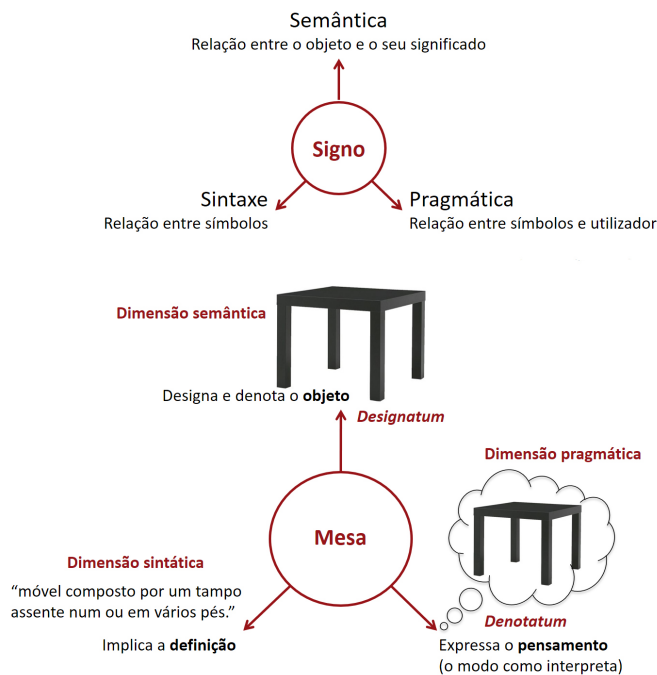 Semântica
Relação entre o objeto e o seu significado
Signo
Sintaxe
Relação entre símbolos
Pragmática
Relação entre símbolos e utilizador
Dimensão semântica
Designa e denota o objeto
Designatum
Dimensão pragmática
Mesa
Dimensão sintática
“móvel composto por um tampo
assente num ou em vários pés.”
Implica a definição
Denotatum
Expressa o pensamento
(o modo como interpreta)